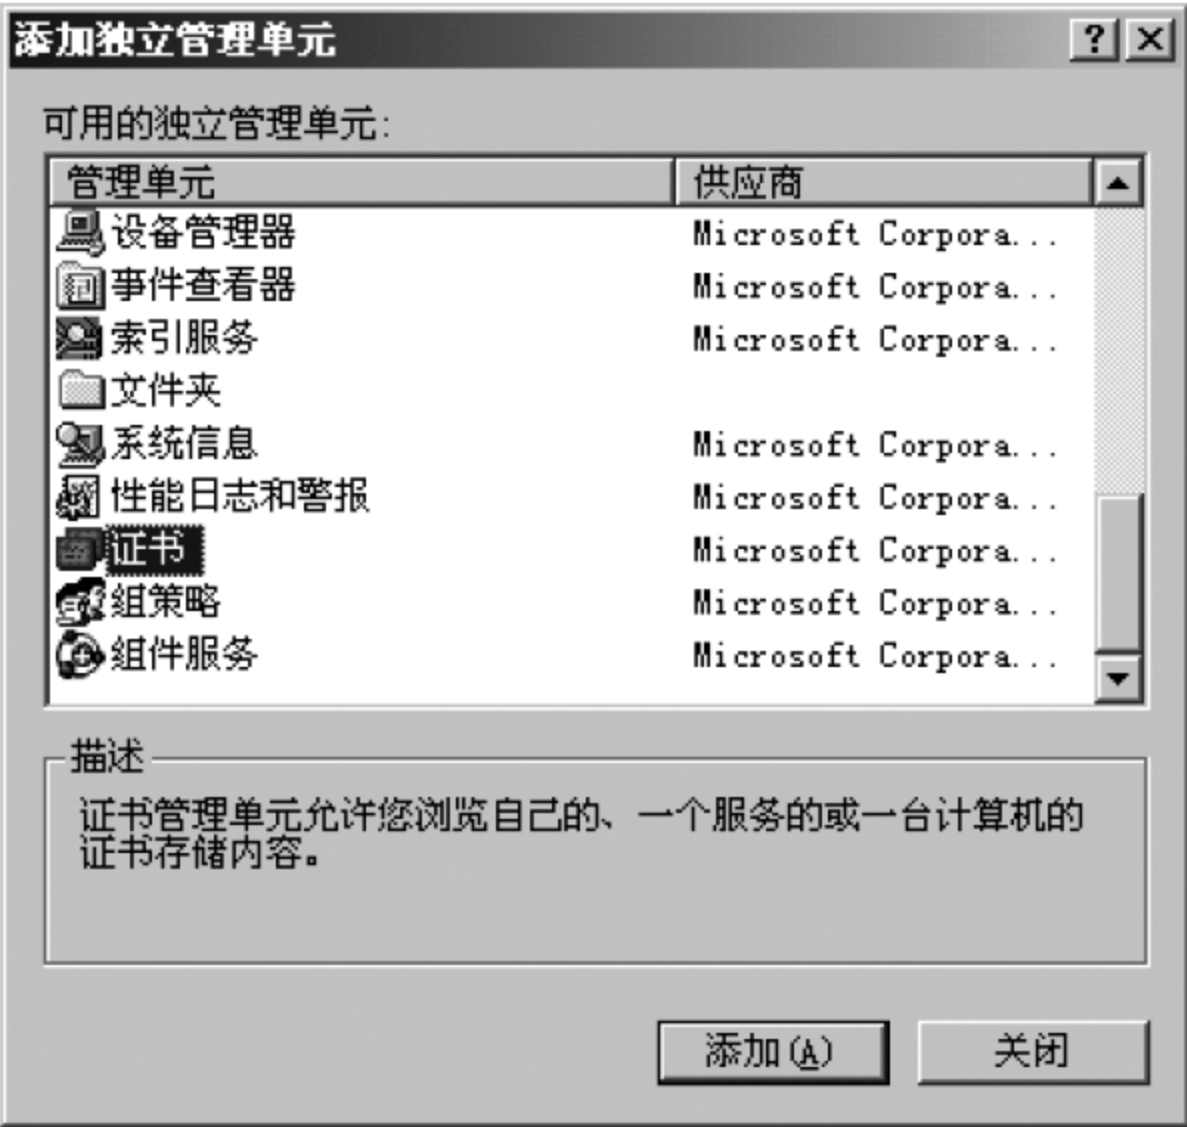 添加独立管理单元
可用的独立管理单元:
管理单元 供应商
设备管理器 Microsoft Corpora...
事件查看器 Microsoft Corpora...
索引服务 Microsoft Corpora...
文件夹
系统信息 Microsoft Corpora...
性能日志和警报 Microsoft Corpora...
证书 Microsoft Corpora...
组策略 Microsoft Corpora...
组件服务 Microsoft Corpora...
描述
证书管理单元允许您浏览自己的、一个服务的或一台计算机的
证书存储内容。
添加(A) 关闭